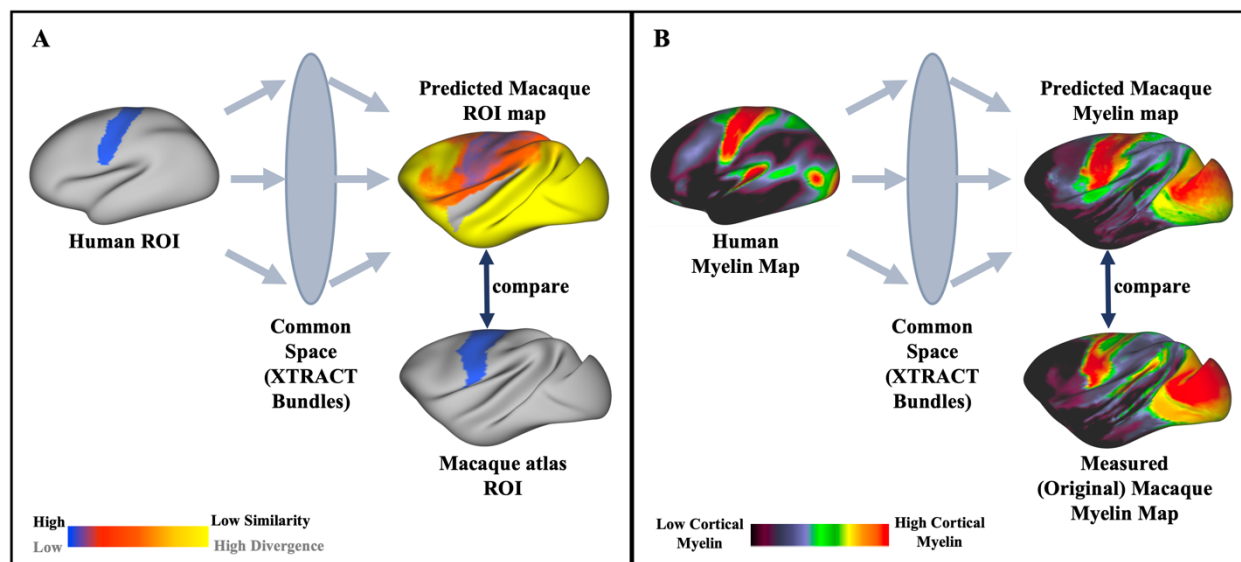 A
Predicted Macaque
ROI map
Human ROI
compare
Common
Space
(XTRACT
Bundles)
Macaque atlas
ROI
High
Low Similarity
Low
High Divergence
B
Predicted Macaque
Myelin map
Human
Myelin Map
compare
Common
Space
(XTRACT
Bundles)
Measured
(Original) Macaque
Myelin Map
Low Cortical
Myelin
High Cortical
Myelin